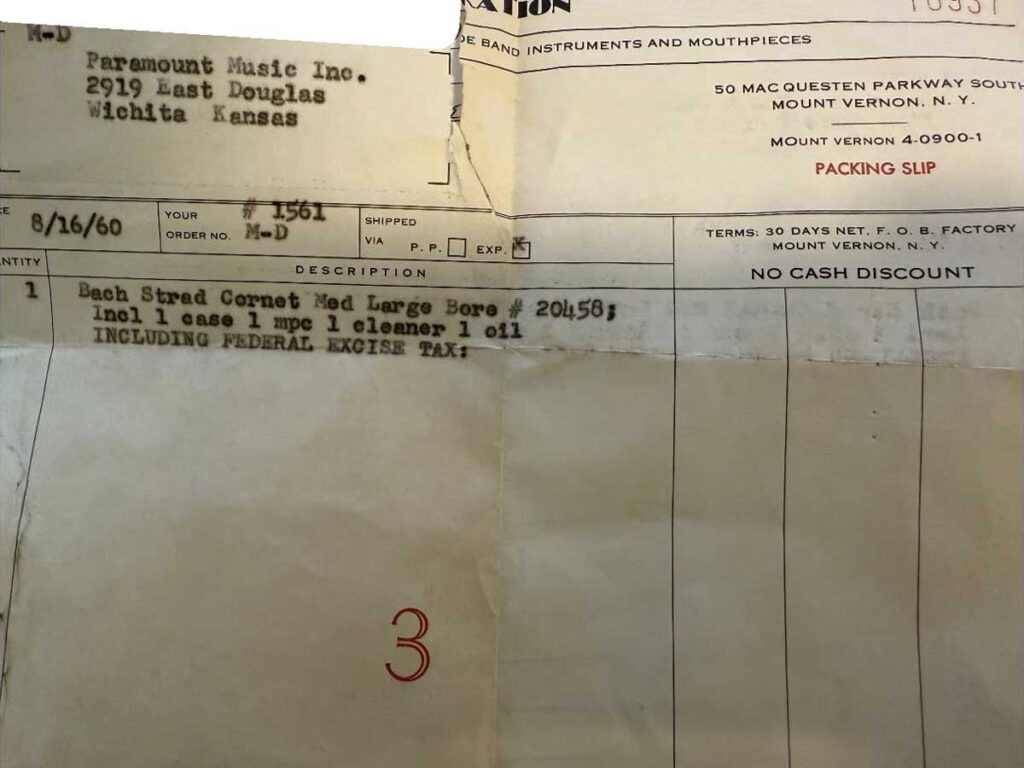 M-D
Paramount Music Inc.
2919 East Douglas
Wichita Kansas
DE BAND INSTRUMENTS AND MOUTHPIECES
50 MAC QUESTEN PARKWAY SOUTH
MOUNT VERNON, N. Y.
MOUNT VERNON 4-0900-1
PACKING SLIP
8/16/60
YOUR ORDER NO.
# 1561
M-D
SHIPPED VIA
P. P.
EXP. X
TERMS: 30 DAYS NET, F. O. B. FACTORY
MOUNT VERNON, N. Y.
NO CASH DISCOUNT
NTITY
DESCRIPTION
1 Bach Strad Cornet Med Large Bore # 20458;
Incl 1 case 1 mpc 1 cleaner 1 oil
INCLUDING FEDERAL EXCISE TAX:
3